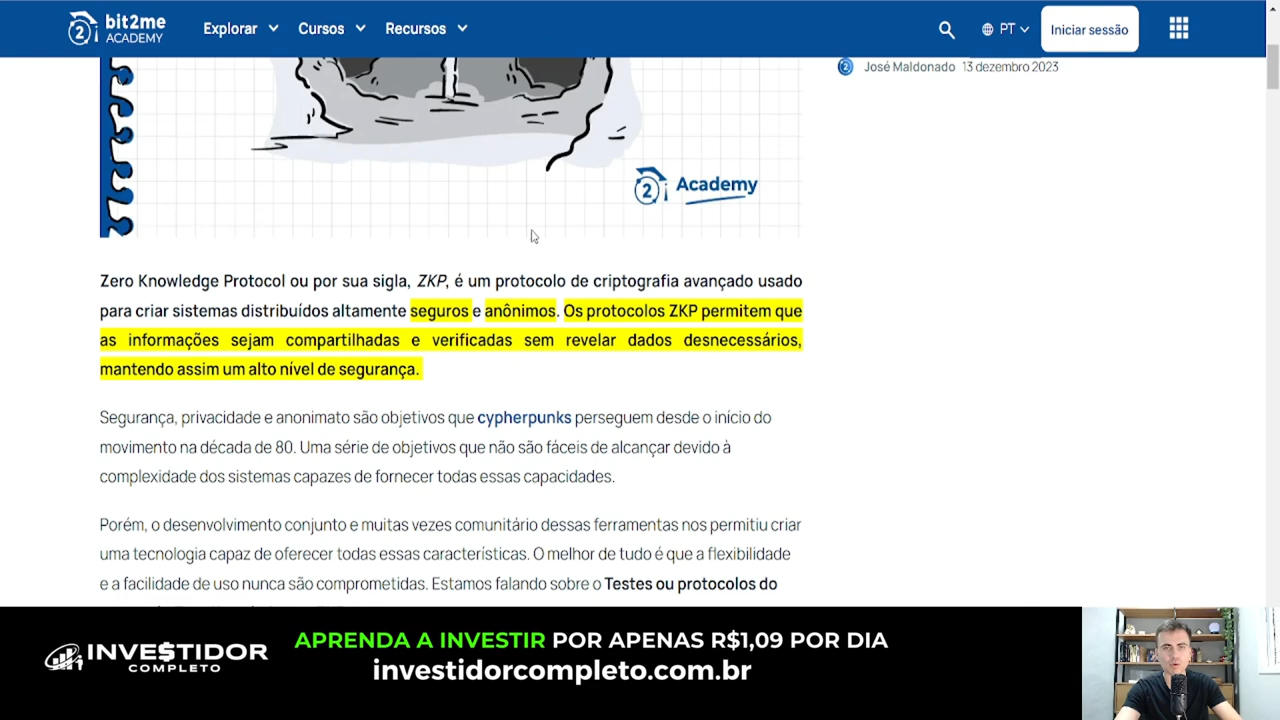 bit2me
ACADEMY
Explorar
Cursos
Recursos
PT
Iniciar sessão
José Maldonado 13 dezembro 2023
2 Academy
Zero Knowledge Protocol ou por sua sigla, ZKP, é um protocolo de criptografia avançado usado
para criar sistemas distribuídos altamente seguros e anônimos. Os protocolos ZKP permitem que
as informações sejam compartilhadas e verificadas sem revelar dados desnecessários,
mantendo assim um alto nível de segurança.
Segurança, privacidade e anonimato são objetivos que cypherpunks perseguem desde o início do
movimento na década de 80. Uma série de objetivos que não são fáceis de alcançar devido à
complexidade dos sistemas capazes de fornecer todas essas capacidades.
Porém, o desenvolvimento conjunto e muitas vezes comunitário dessas ferramentas nos permitiu criar
uma tecnologia capaz de oferecer todas essas características. O melhor de tudo é que a flexibilidade
e a facilidade de uso nunca são comprometidas. Estamos falando sobre o Testes ou protocolos do
INVE$TIDOR
COMPLETO
APRENDA A INVESTIR POR APENAS R$1,09 POR DIA
investidorcompleto.com.br